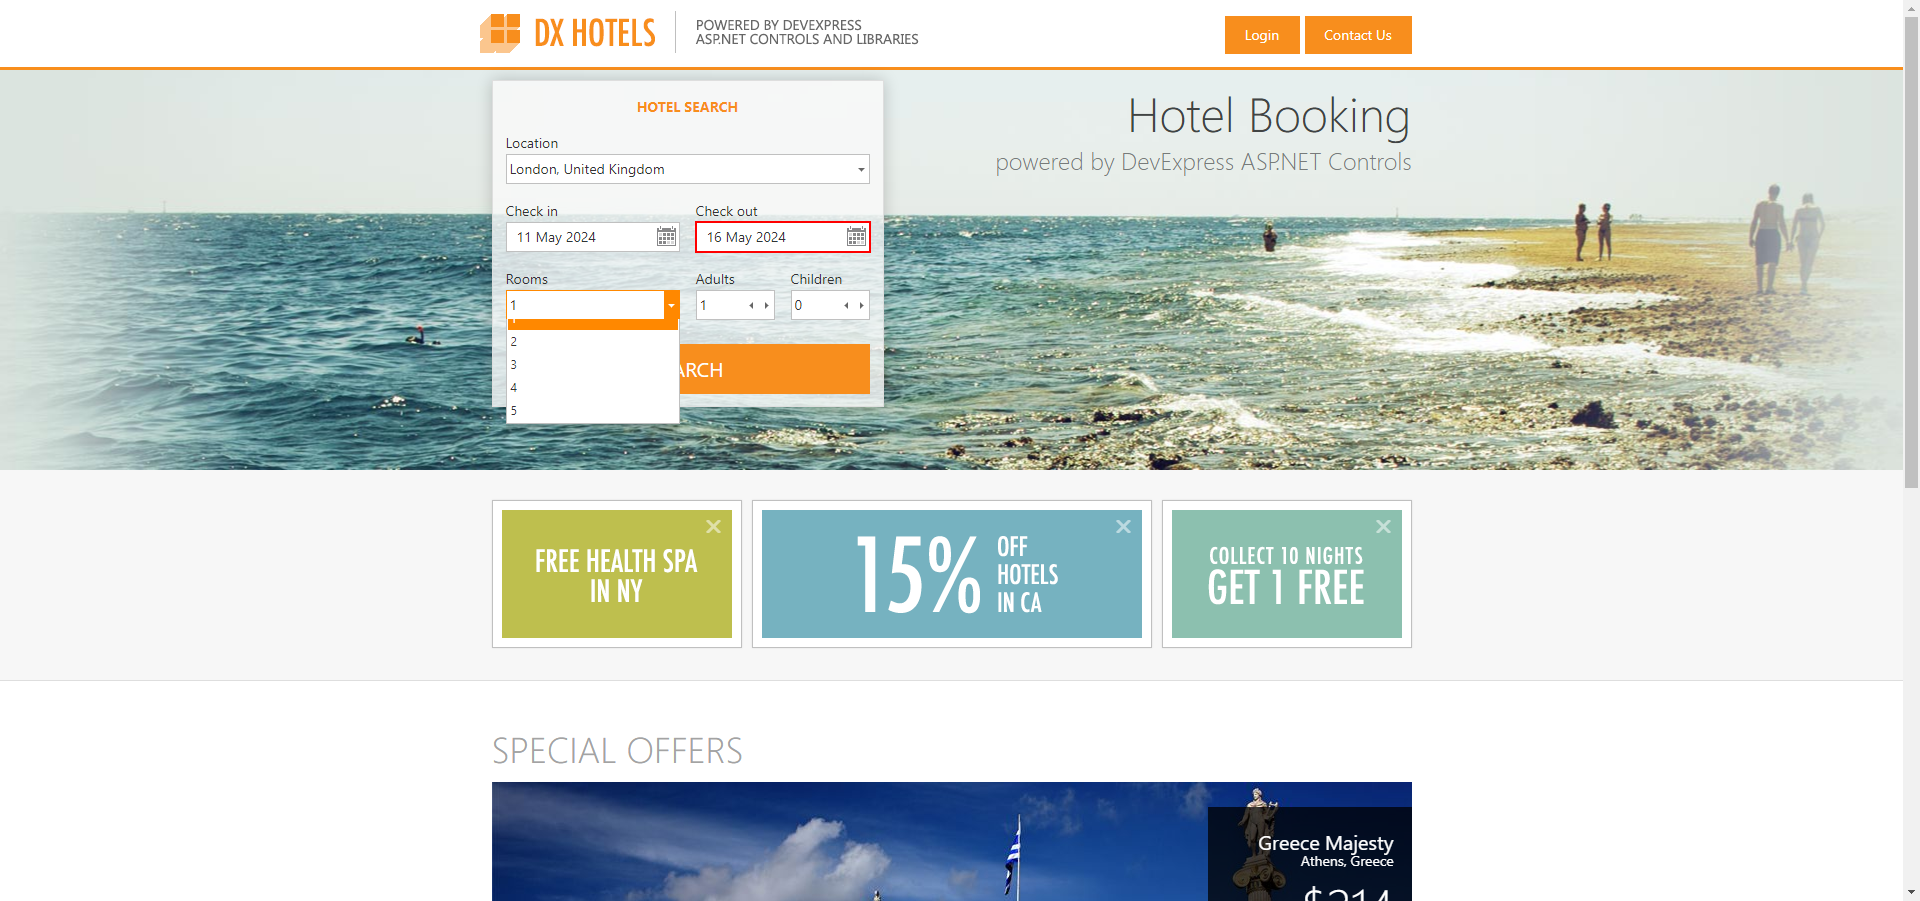 DX HOTELS
POWERED BY DEVEXPRESS
ASP.NET CONTROLS AND LIBRARIES
Login
Contact Us
HOTEL SEARCH
Location
London, United Kingdom
Check in
Check out
11 May 2024
16 May 2024
Rooms
Adults
Children
1
1
0
2
3
4
5
ARCH
Hotel Booking
powered by DevExpress ASP.NET Controls
FREE HEALTH SPA
IN NY
15%
OFF
HOTELS
IN CA
COLLECT 10 NIGHTS
GET 1 FREE
SPECIAL OFFERS
Greece Majesty
Athens, Greece
$214